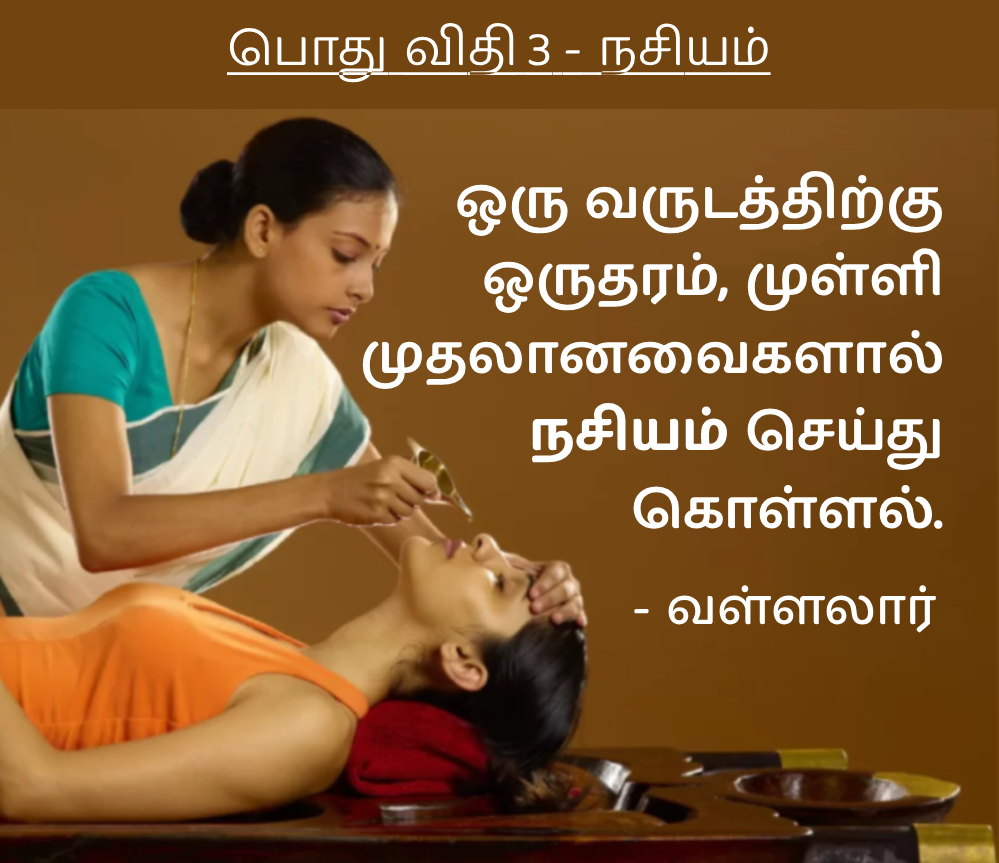 பொது விதி 3 - நசியம்
ஒரு வருடத்திற்கு
ஒருதரம், முள்ளி
முதலானவைகளால்
நசியம் செய்து
கொள்ளல்.
- வள்ளலார்